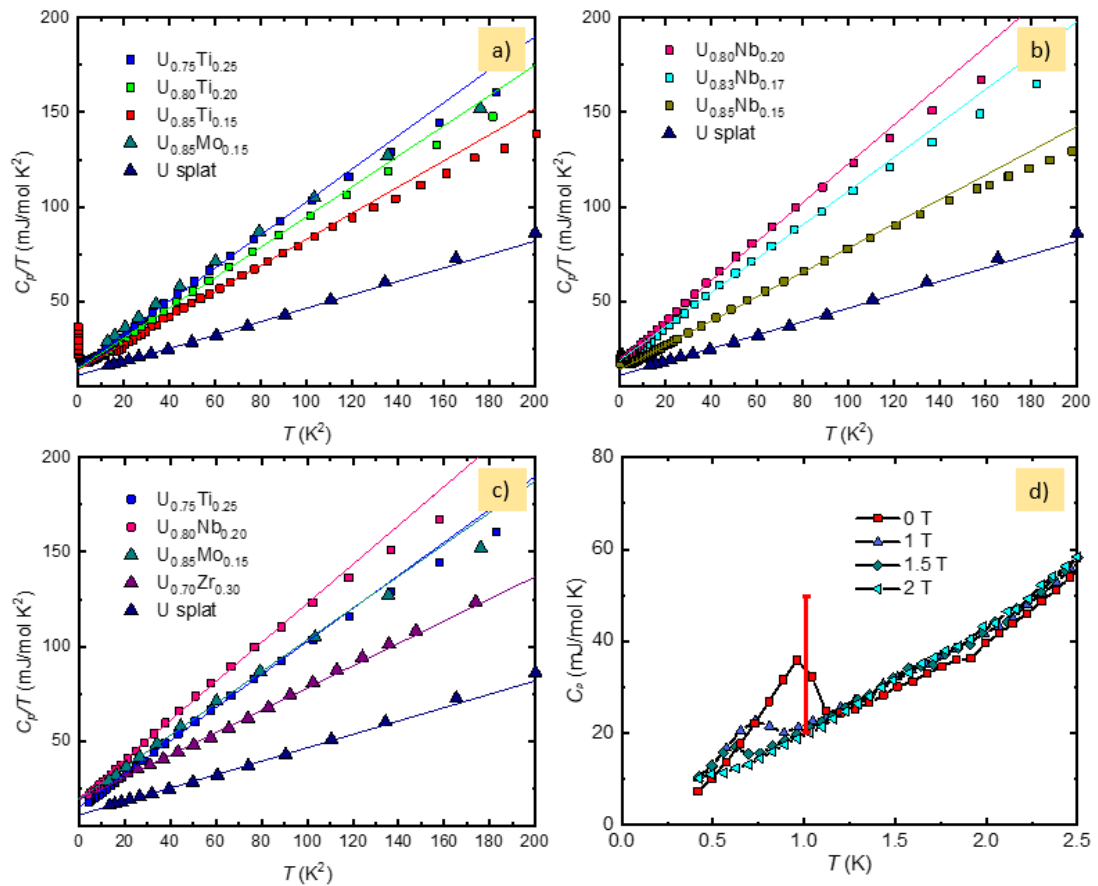 a)
C_p/T (mJ/mol K²)
200
150
100
50
U₀.₇₅Ti₀.₂₅
U₀.₈₀Ti₀.₂₀
U₀.₈₅Ti₀.₁₅
U₀.₈₅Mo₀.₁₅
U splat
0 20 40 60 80 100 120 140 160 180 200
T (K²)
b)
C_p/T (mJ/mol K²)
200
150
100
50
U₀.₈₀Nb₀.₂₀
U₀.₈₃Nb₀.₁₇
U₀.₈₅Nb₀.₁₅
U splat
0 20 40 60 80 100 120 140 160 180 200
T (K²)
c)
C_p/T (mJ/mol K²)
200
150
100
50
U₀.₇₅Ti₀.₂₅
U₀.₈₀Nb₀.₂₀
U₀.₈₅Mo₀.₁₅
U₀.₇₀Zr₀.₃₀
U splat
0 20 40 60 80 100 120 140 160 180 200
T (K²)
d)
C_p (mJ/mol K)
80
60
40
20
0
0 T
1 T
1.5 T
2 T
0.0 0.5 1.0 1.5 2.0 2.5
T (K)